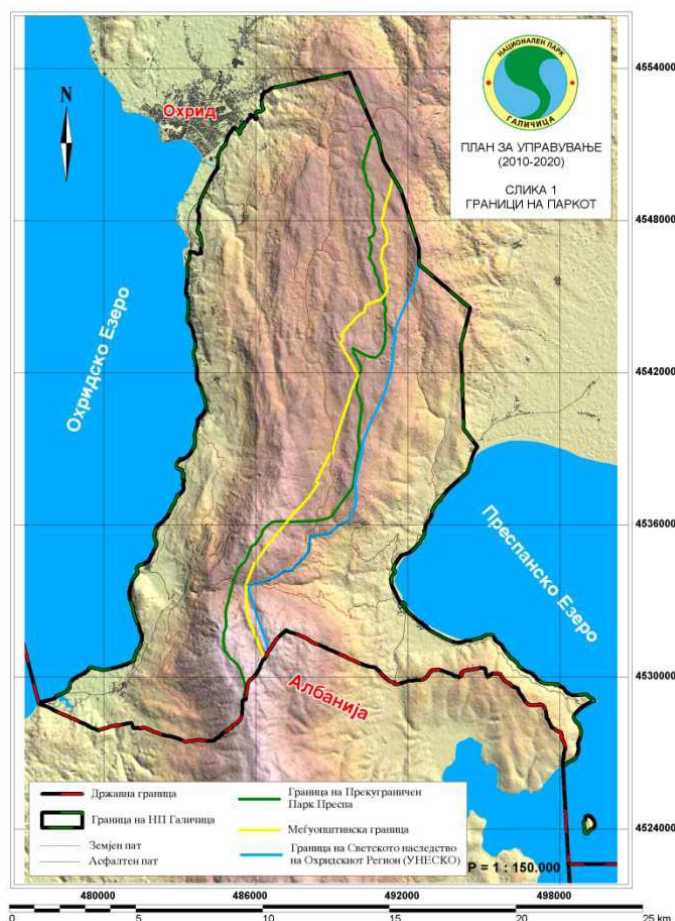 НАЦИОНАЛЕН ПАРК
ГАЛИЧИЦА
ПЛАН ЗА УПРАВУВАЊЕ
(2010-2020)
СЛИКА 1
ГРАНИЦИ НА ПАРКОТ
N
Охрид
Охридско Езеро
Преспанско Езеро
Албанија
4554000
4548000
4542000
4536000
4530000
4524000
Државна граница
Граница на НП Галичица
Земјен пат
Асфалтен пат
Граница на Прекуграничен
Парк Преспа
Меѓуопштинска граница
Граница на Светското наследство
на Охридскиот Регион (УНЕСКО)
Р = 1 : 150.000
480000
486000
492000
498000
0
5
10
15
20
25 km